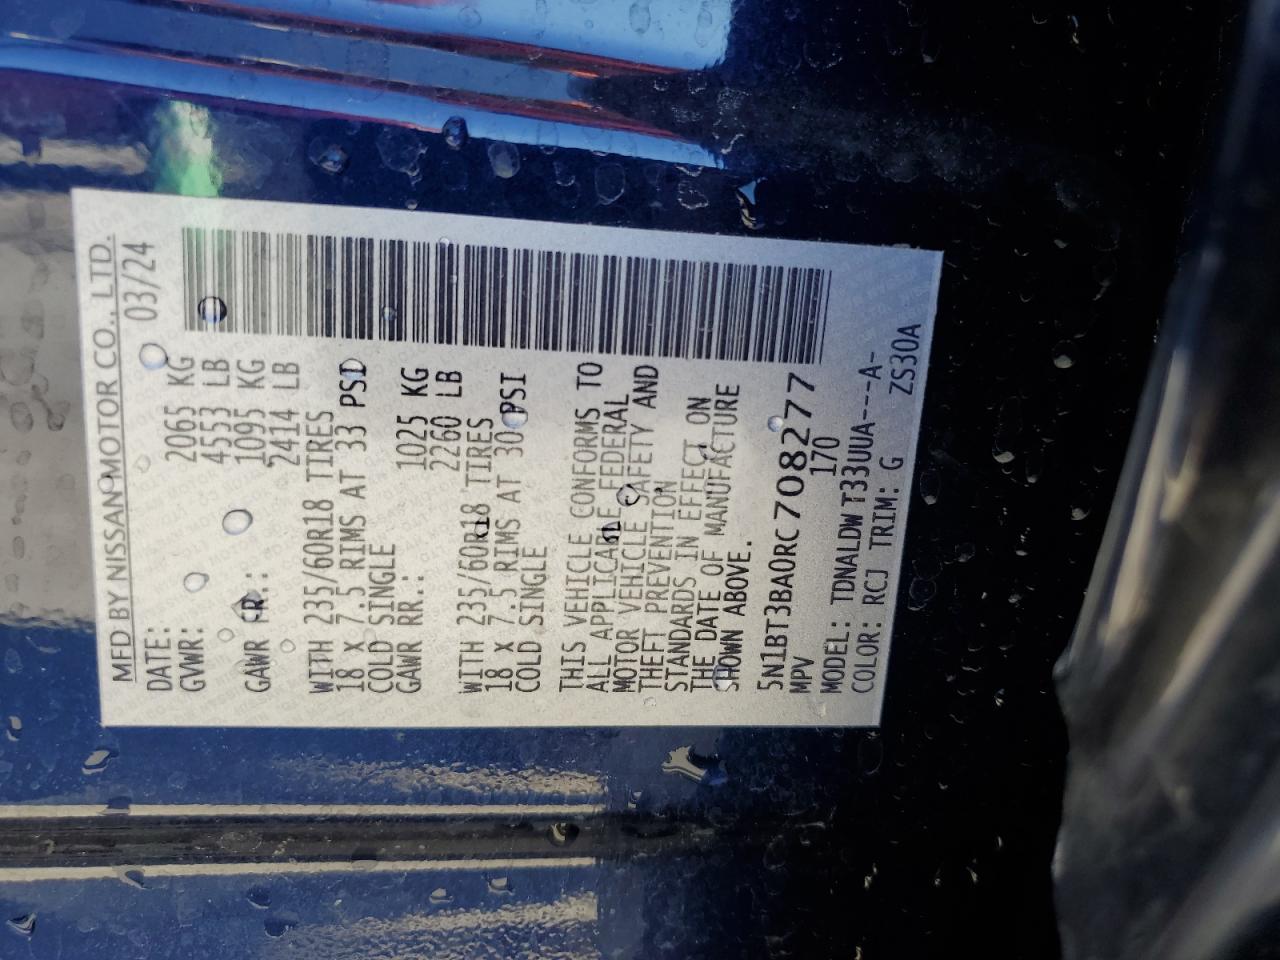 MFD BY NISSAN MOTOR CO., LTD.
DATE: 03/24
GVWR: 2065 KG
4553 LB
GAWR FR.: 1095 KG
2414 LB
WITH 235/60R18 TIRES
18 X 7.5 RIMS AT 33 PSI
COLD SINGLE
GAWR RR.: 1025 KG
2260 LB
WITH 235/60R18 TIRES
18 X 7.5 RIMS AT 30 PSI
COLD SINGLE
THIS VEHICLE CONFORMS TO
ALL APPLICABLE FEDERAL
MOTOR VEHICLE SAFETY AND
THEFT PREVENTION
STANDARDS IN EFFECT ON
THE DATE OF MANUFACTURE
SHOWN ABOVE.
5N1BT3BA0RC708277
MPV 170
MODEL: TDNALDW T33UUA---A-
COLOR: RCJ TRIM: G ZS30A